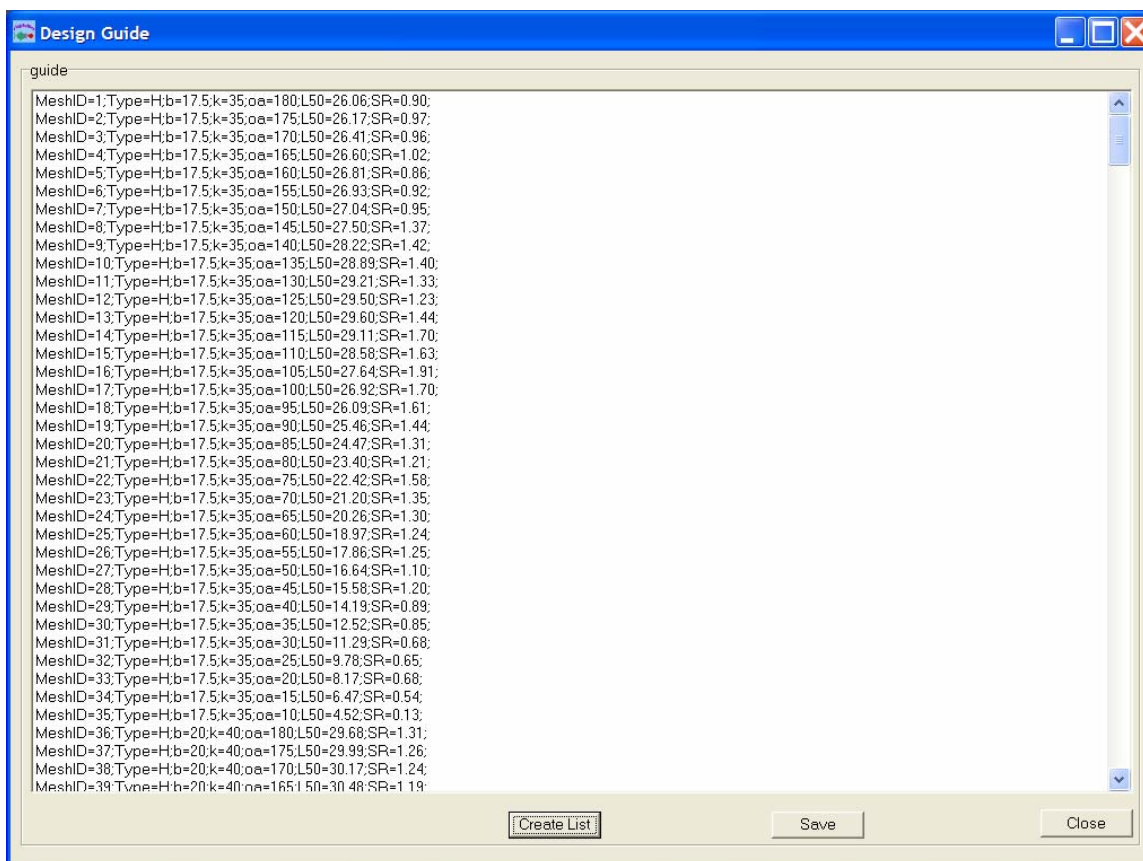 Design Guide
guide
MeshID=1;Type=H;b=17.5;k=35;oa=180;L50=26.06;SR=0.90;
MeshID=2;Type=H;b=17.5;k=35;oa=175;L50=26.17;SR=0.97;
MeshID=3;Type=H;b=17.5;k=35;oa=170;L50=26.41;SR=0.96;
MeshID=4;Type=H;b=17.5;k=35;oa=165;L50=26.60;SR=1.02;
MeshID=5;Type=H;b=17.5;k=35;oa=160;L50=26.81;SR=0.86;
MeshID=6;Type=H;b=17.5;k=35;oa=155;L50=26.93;SR=0.92;
MeshID=7;Type=H;b=17.5;k=35;oa=150;L50=27.04;SR=0.95;
MeshID=8;Type=H;b=17.5;k=35;oa=145;L50=27.50;SR=1.37;
MeshID=9;Type=H;b=17.5;k=35;oa=140;L50=28.22;SR=1.42;
MeshID=10;Type=H;b=17.5;k=35;oa=135;L50=28.89;SR=1.40;
MeshID=11;Type=H;b=17.5;k=35;oa=130;L50=29.21;SR=1.33;
MeshID=12;Type=H;b=17.5;k=35;oa=125;L50=29.50;SR=1.23;
MeshID=13;Type=H;b=17.5;k=35;oa=120;L50=29.60;SR=1.44;
MeshID=14;Type=H;b=17.5;k=35;oa=115;L50=29.11;SR=1.70;
MeshID=15;Type=H;b=17.5;k=35;oa=110;L50=28.58;SR=1.63;
MeshID=16;Type=H;b=17.5;k=35;oa=105;L50=27.64;SR=1.91;
MeshID=17;Type=H;b=17.5;k=35;oa=100;L50=26.92;SR=1.70;
MeshID=18;Type=H;b=17.5;k=35;oa=95;L50=26.09;SR=1.61;
MeshID=19;Type=H;b=17.5;k=35;oa=90;L50=25.46;SR=1.44;
MeshID=20;Type=H;b=17.5;k=35;oa=85;L50=24.47;SR=1.31;
MeshID=21;Type=H;b=17.5;k=35;oa=80;L50=23.40;SR=1.21;
MeshID=22;Type=H;b=17.5;k=35;oa=75;L50=22.42;SR=1.58;
MeshID=23;Type=H;b=17.5;k=35;oa=70;L50=21.20;SR=1.35;
MeshID=24;Type=H;b=17.5;k=35;oa=65;L50=20.26;SR=1.30;
MeshID=25;Type=H;b=17.5;k=35;oa=60;L50=18.97;SR=1.24;
MeshID=26;Type=H;b=17.5;k=35;oa=55;L50=17.86;SR=1.25;
MeshID=27;Type=H;b=17.5;k=35;oa=50;L50=16.64;SR=1.10;
MeshID=28;Type=H;b=17.5;k=35;oa=45;L50=15.58;SR=1.20;
MeshID=29;Type=H;b=17.5;k=35;oa=40;L50=14.19;SR=0.89;
MeshID=30;Type=H;b=17.5;k=35;oa=35;L50=12.52;SR=0.85;
MeshID=31;Type=H;b=17.5;k=35;oa=30;L50=11.29;SR=0.68;
MeshID=32;Type=H;b=17.5;k=35;oa=25;L50=9.78;SR=0.65;
MeshID=33;Type=H;b=17.5;k=35;oa=20;L50=8.17;SR=0.68;
MeshID=34;Type=H;b=17.5;k=35;oa=15;L50=6.47;SR=0.54;
MeshID=35;Type=H;b=17.5;k=35;oa=10;L50=4.52;SR=0.13;
MeshID=36;Type=H;b=20;k=40;oa=180;L50=29.68;SR=1.31;
MeshID=37;Type=H;b=20;k=40;oa=175;L50=29.99;SR=1.26;
MeshID=38;Type=H;b=20;k=40;oa=170;L50=30.17;SR=1.24;
MeshID=39;Type=H;b=20;k=40;oa=165;L50=30.48;SR=1.19;
Create List
Save
Close